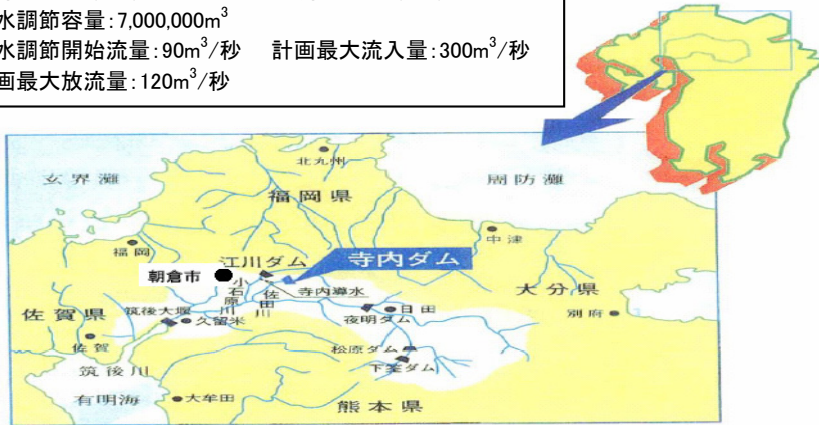 水調節容量:7,000,000m³
水調節開始流量:90m³/秒 計画最大流入量:300m³/秒
画最大放流量:120m³/秒
北九州
玄界灘
周防灘
福岡県
中津
福岡
江川ダム
寺内ダム
朝倉市
小石原川
佐田川
寺内導水
大分県
佐賀県
筑後大堰
久留米
夜明ダム
日田
別府
佐賀
松原ダム
下筌ダム
筑後川
有明海
大牟田
熊本県